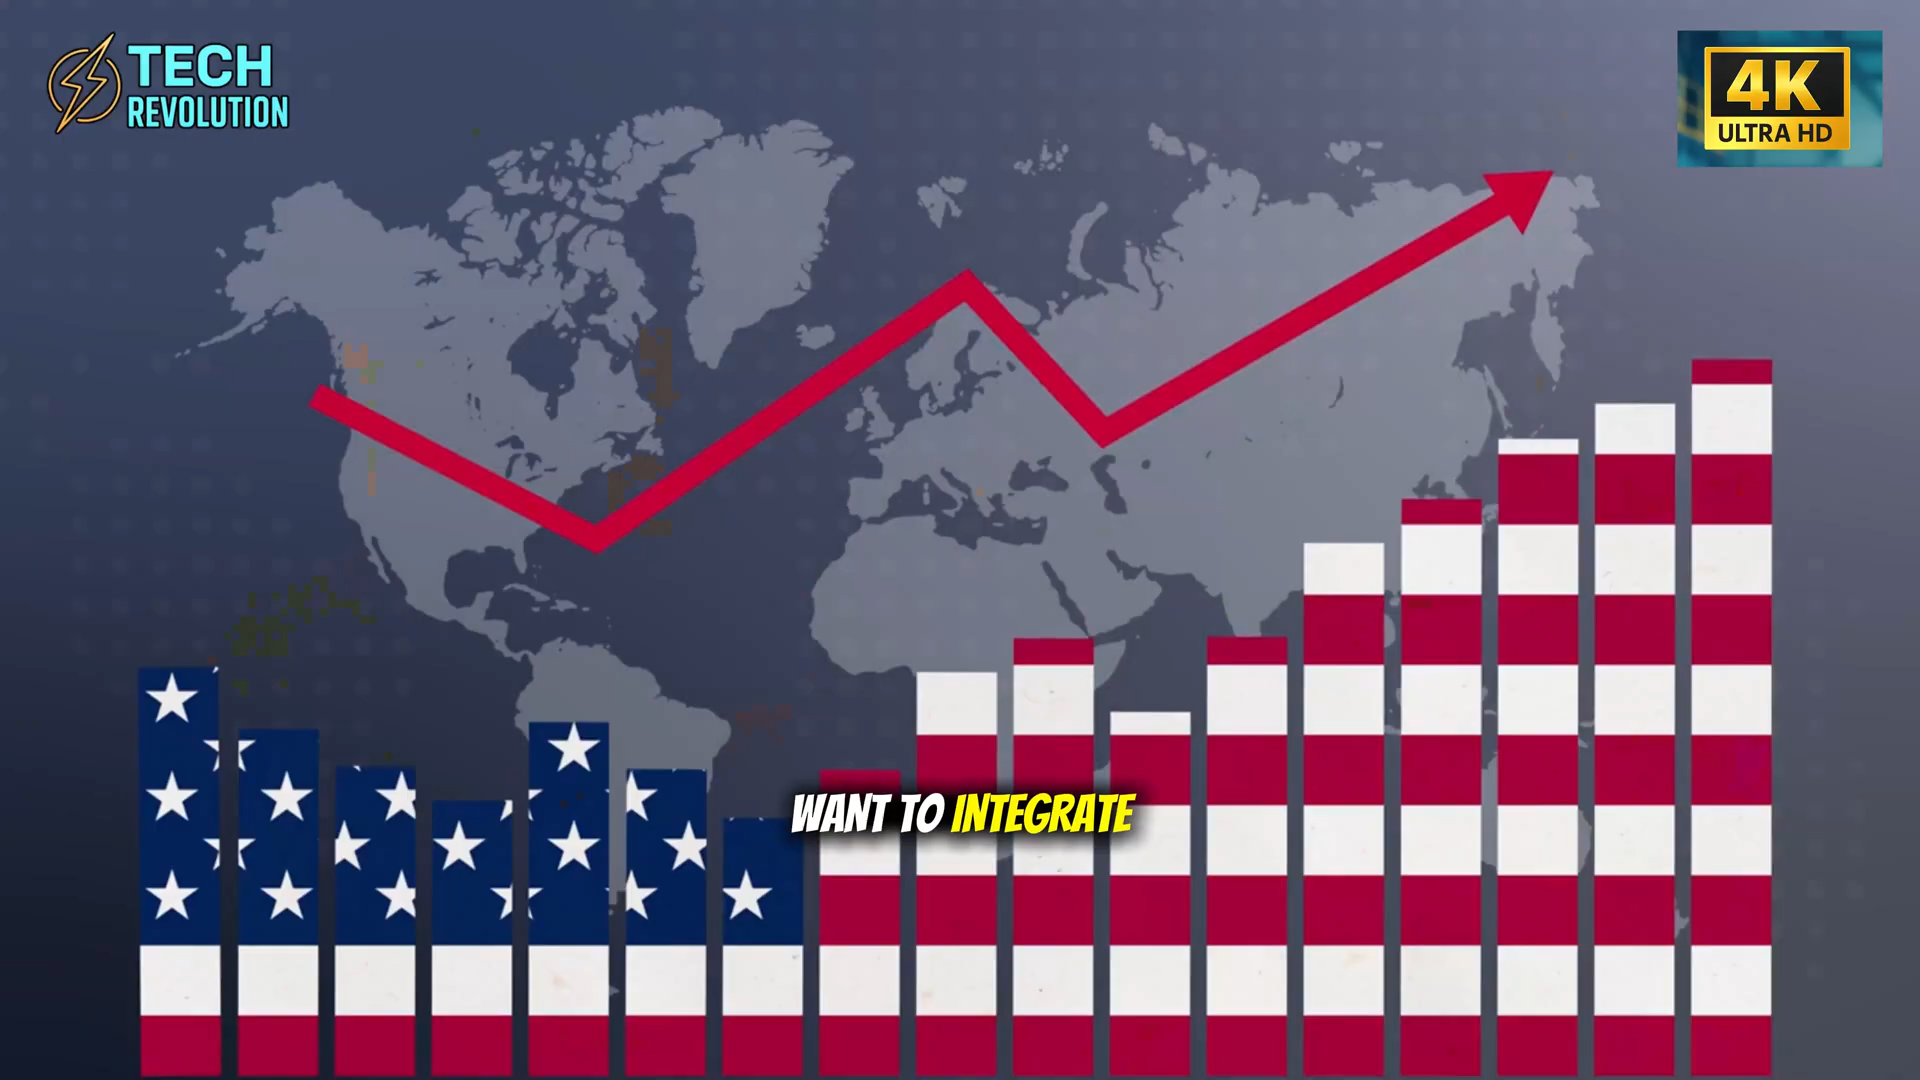 TECH
REVOLUTION
4K
ULTRA HD
WANT TO INTEGRATE